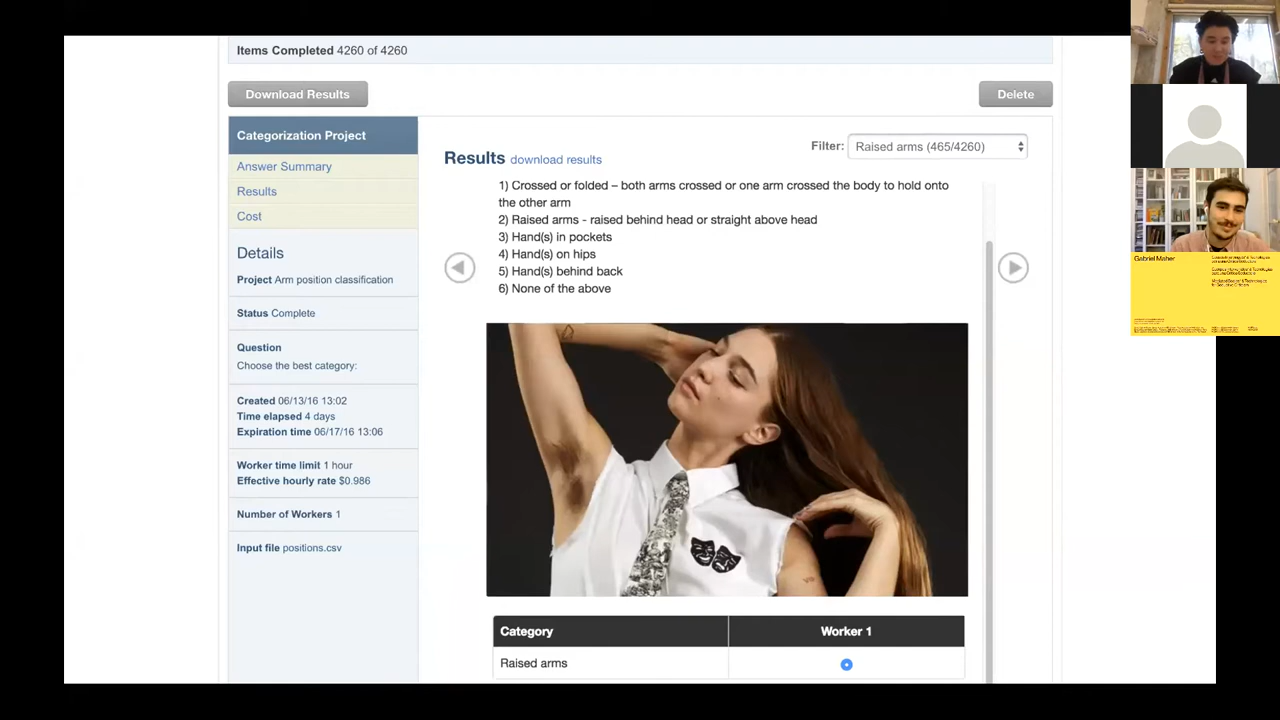 Items Completed 4260 of 4260
Download Results
Delete
Categorization Project
Answer Summary
Results
Cost
Details
Project Arm position classification
Status Complete
Question
Choose the best category:
Created 06/13/16 13:02
Time elapsed 4 days
Expiration time 06/17/16 13:06
Worker time limit 1 hour
Effective hourly rate $0.986
Number of Workers 1
Input file positions.csv
Filter: Raised arms (465/4260)
Results download results
1) Crossed or folded – both arms crossed or one arm crossed the body to hold onto
the other arm
2) Raised arms - raised behind head or straight above head
3) Hand(s) in pockets
4) Hand(s) on hips
5) Hand(s) behind back
6) None of the above
Category Worker 1
Raised arms
Gabriel Maher